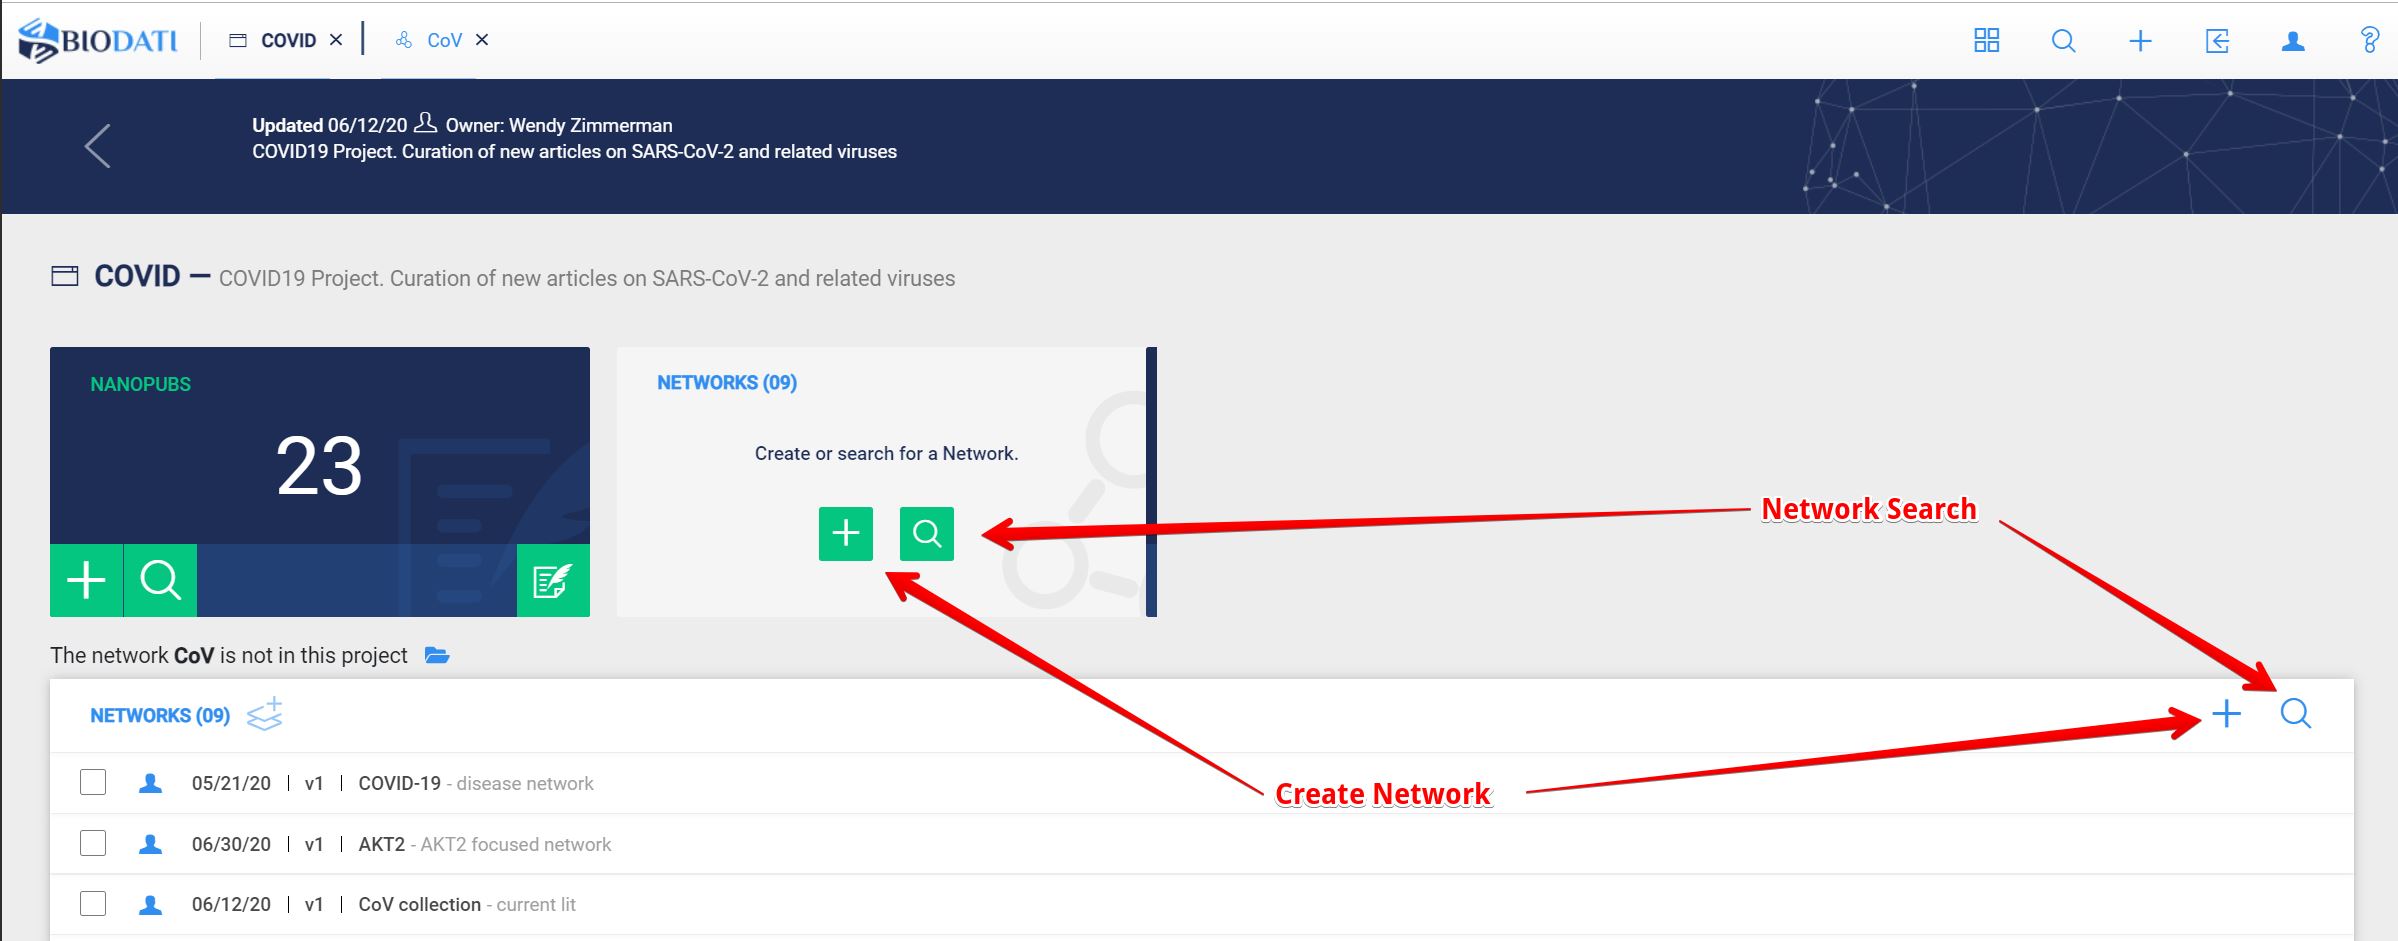 BIODATI
COVID ✕
CoV ✕
Updated 06/12/20 Owner: Wendy Zimmerman
COVID19 Project. Curation of new articles on SARS-CoV-2 and related viruses
COVID — COVID19 Project. Curation of new articles on SARS-CoV-2 and related viruses
NANOPUBS
23
NETWORKS (09)
Create or search for a Network.
Network Search
The network CoV is not in this project
NETWORKS (09)
Create Network
05/21/20 | v1 | COVID-19 - disease network
06/30/20 | v1 | AKT2 - AKT2 focused network
06/12/20 | v1 | CoV collection - current lit